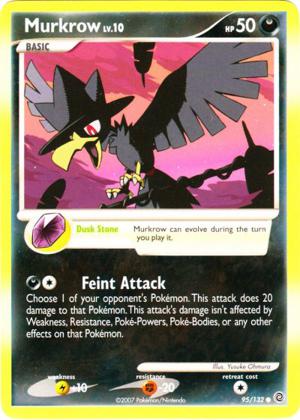 Murkrow LV.10 HP 50
BASIC
Dusk Stone
Murkrow can evolve during the turn
you play it.
Feint Attack
Choose 1 of your opponent's Pokémon. This attack does 20
damage to that Pokémon. This attack's damage isn't affected by
Weakness, Resistance, Poké-Powers, Poké-Bodies, or any other
effects on that Pokémon.
weakness resistance retreat cost
+10 -20
Illus. Yusuke Ohmura
©2007 Pokémon/Nintendo 95/132